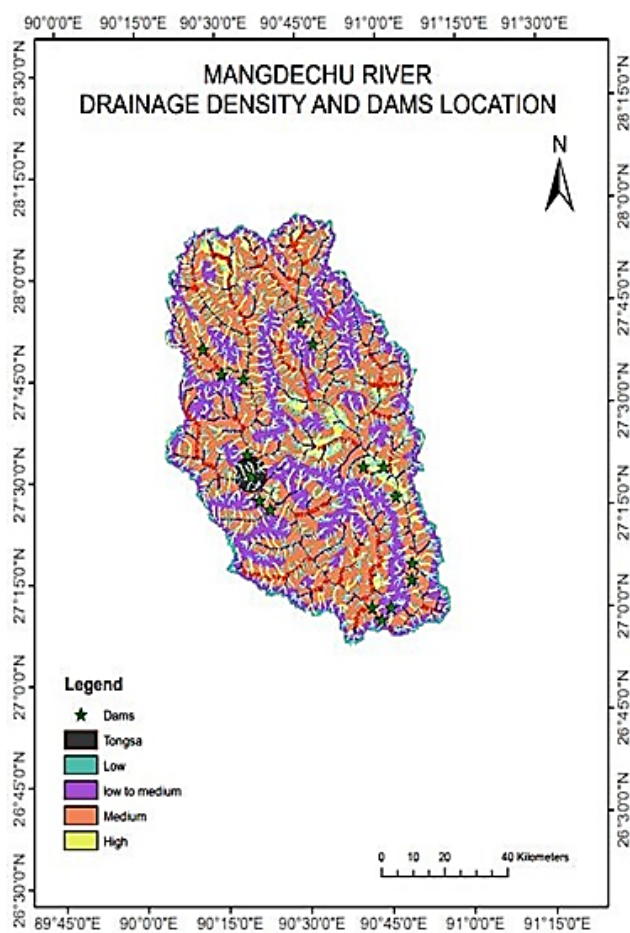 90°0'0"E 90°15'0"E 90°30'0"E 90°45'0"E 91°0'0"E 91°15'0"E 91°30'0"E
MANGDECHU RIVER
DRAINAGE DENSITY AND DAMS LOCATION
N
28°30'0"N
28°15'0"N
28°0'0"N
27°45'0"N
27°30'0"N
27°15'0"N
27°0'0"N
26°45'0"N
26°30'0"N
28°15'0"N
28°0'0"N
27°45'0"N
27°30'0"N
27°15'0"N
27°0'0"N
26°45'0"N
26°30'0"N
Legend
Dams
Tongsa
Low
low to medium
Medium
High
0 10 20 40 Kilometers
89°45'0"E 90°0'0"E 90°15'0"E 90°30'0"E 90°45'0"E 91°0'0"E 91°15'0"E